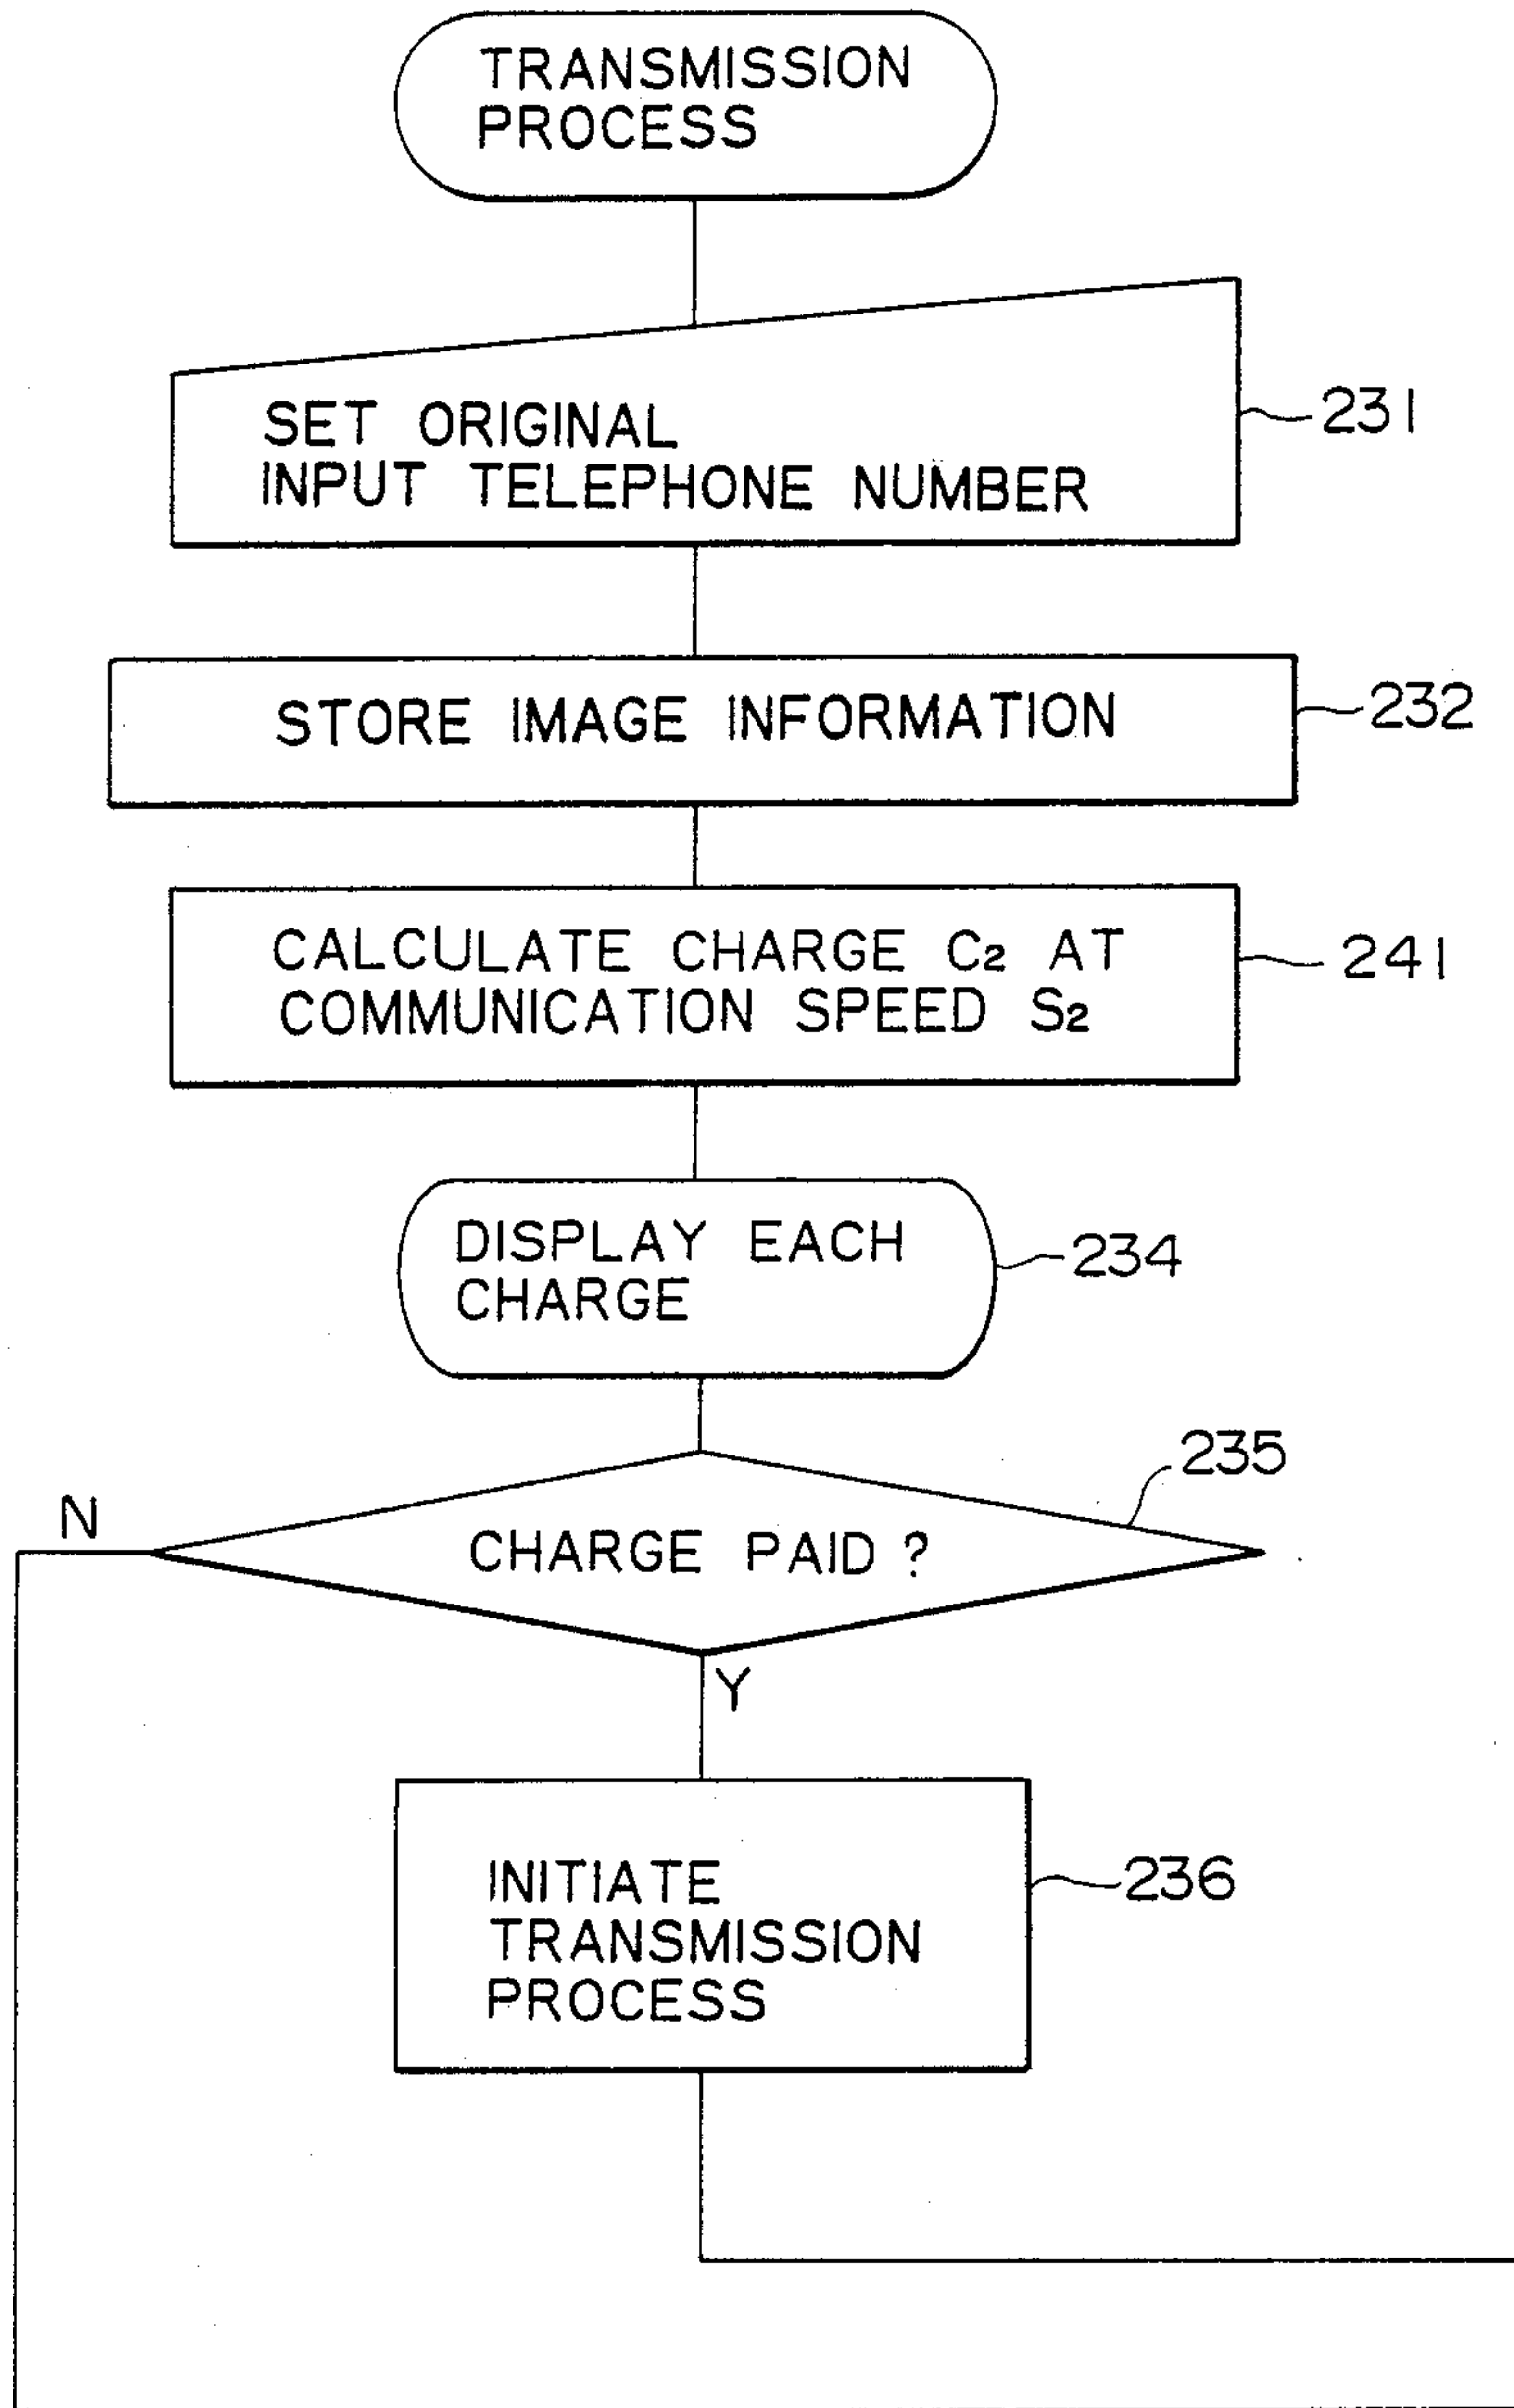 TRANSMISSION
PROCESS
SET ORIGINAL
INPUT TELEPHONE NUMBER
231
STORE IMAGE INFORMATION
232
CALCULATE CHARGE C₂ AT
COMMUNICATION SPEED S₂
241
DISPLAY EACH
CHARGE
234
235
N
CHARGE PAID ?
Y
INITIATE
TRANSMISSION
PROCESS
236